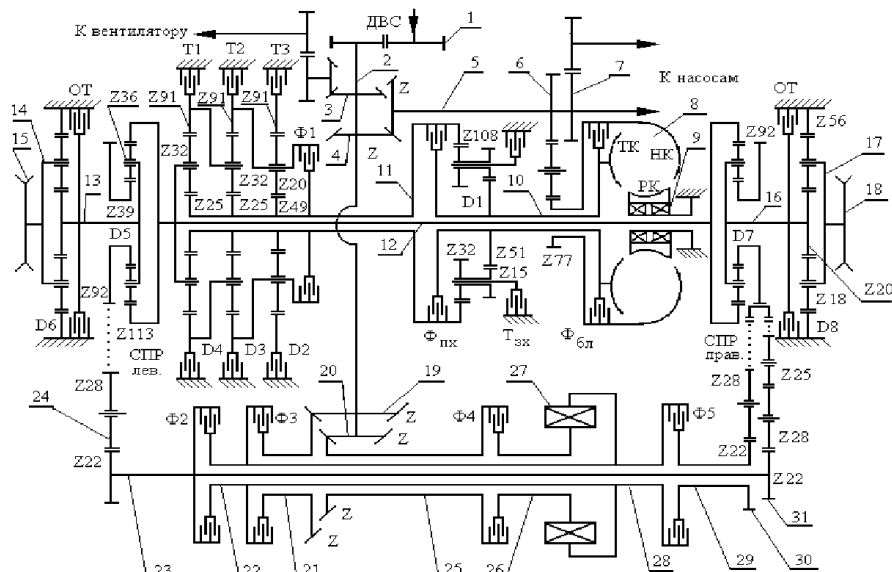 ДВС
1
К вентилятору
Т1
Т2
Т3
2
5
6
7
ОТ
Z36
Z91
Z91
Z91
Z
3
К насосам
ОТ
14
15
Ф1
Z108
8
Z92
Z56
Z32
4
Z
ТК
НК
9
17
13
Z32
Z20
11
РК
Z39
Z25
Z25
Z49
D1
10
16
18
D5
12
Z32
Z51
D7
Z20
Z92
Z15
Z77
Z18
D6
Z113
D4
D3
D2
Фпх
Тзх
Фбл
D8
СПР
лев.
СПР
прав.
20
19
27
Z28
Z28
Z25
24
Ф2
Ф3
Z
Ф4
Ф5
Z
Z22
Z22
Z28
Z22
Z
31
Z
23
22
21
25
26
28
29
30